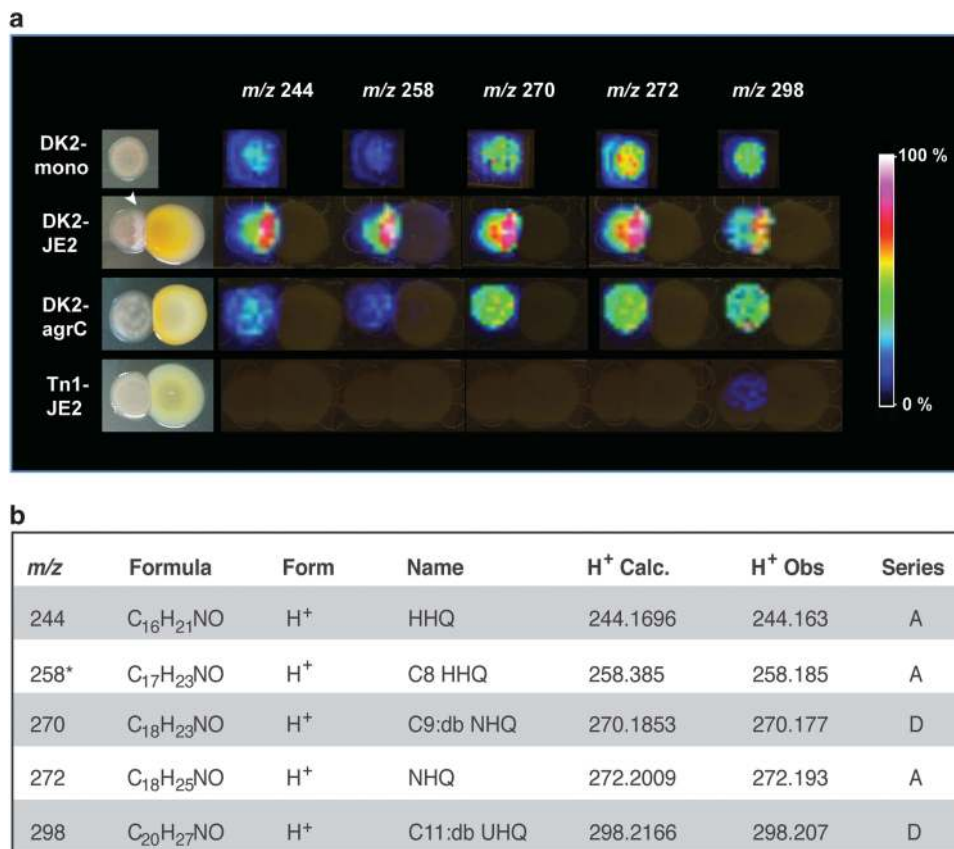 a
m/z 244 m/z 258 m/z 270 m/z 272 m/z 298
DK2-
mono
100 %
DK2-
JE2
DK2-
agrC
Tn1-
JE2
0 %
b
m/z Formula Form Name H⁺ Calc. H⁺ Obs Series
244 C₁₆H₂₁NO H⁺ HHQ 244.1696 244.163 A
258* C₁₇H₂₃NO H⁺ C8 HHQ 258.385 258.185 A
270 C₁₈H₂₃NO H⁺ C9:db NHQ 270.1853 270.177 D
272 C₁₈H₂₅NO H⁺ NHQ 272.2009 272.193 A
298 C₂₀H₂₇NO H⁺ C11:db UHQ 298.2166 298.207 D